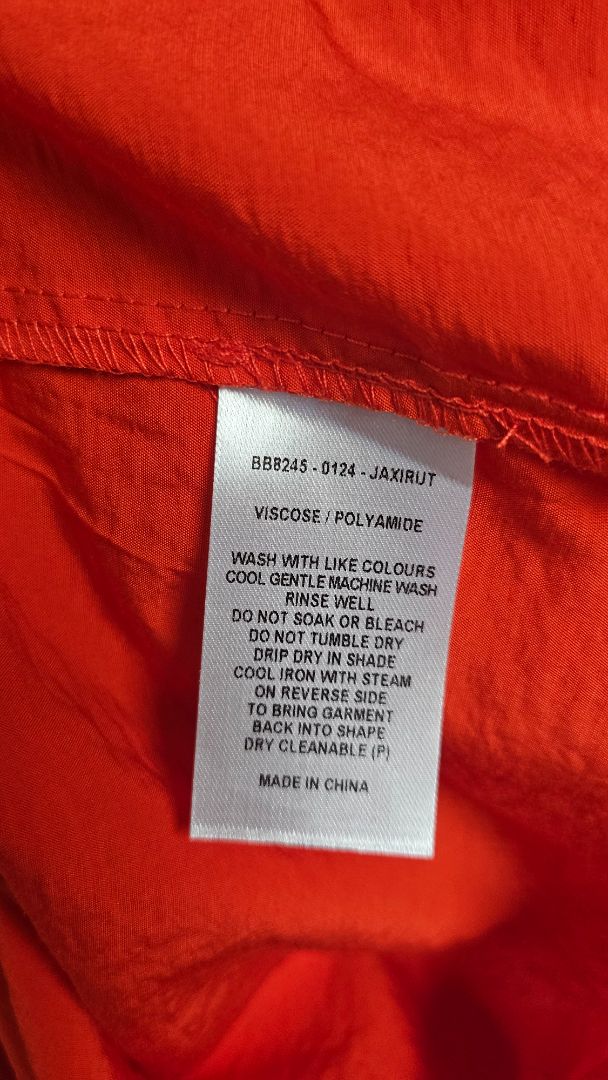 BB8245 - 0124 - JAXIRUT
VISCOSE / POLYAMIDE
WASH WITH LIKE COLOURS
COOL GENTLE MACHINE WASH
RINSE WELL
DO NOT SOAK OR BLEACH
DO NOT TUMBLE DRY
DRIP DRY IN SHADE
COOL IRON WITH STEAM
ON REVERSE SIDE
TO BRING GARMENT
BACK INTO SHAPE
DRY CLEANABLE (P)
MADE IN CHINA